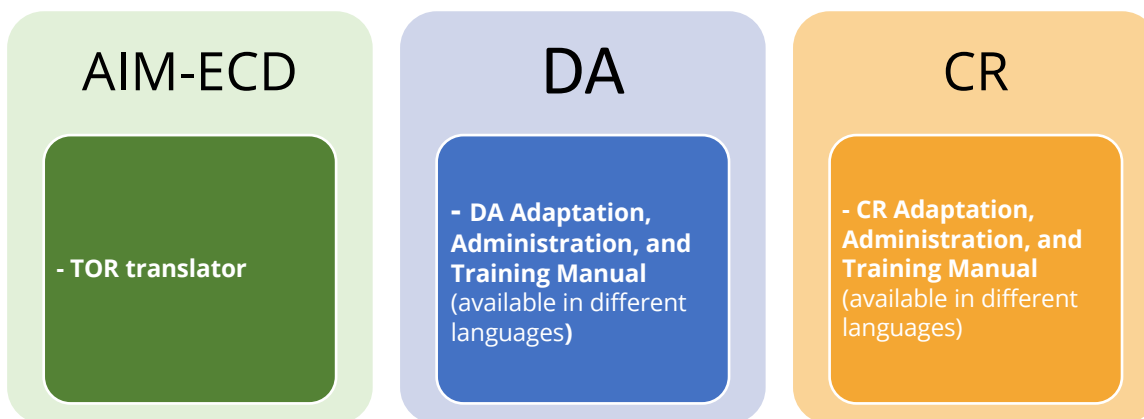 AIM-ECD
- TOR translator
DA
- DA Adaptation,
Administration, and
Training Manual
(available in different
languages)
CR
- CR Adaptation,
Administration, and
Training Manual
(available in different
languages)